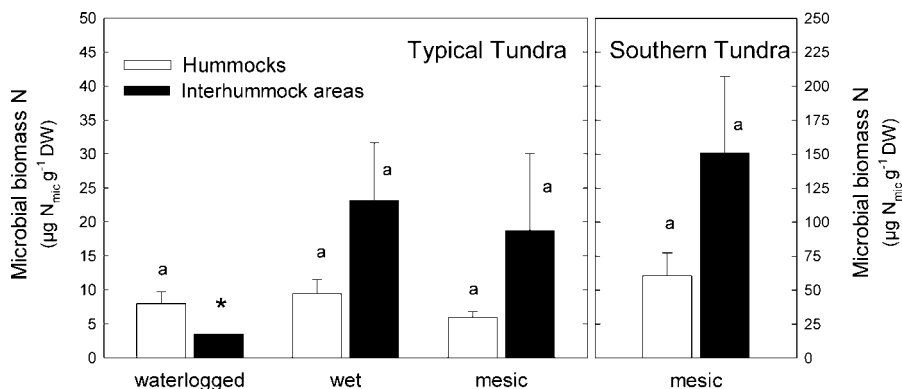 Typical Tundra
Southern Tundra
Hummocks
Interhummock areas
Microbial biomass N
(µg N_mic g⁻¹ DW)
50
45
40
35
30
25
20
15
10
5
0
a
*
a
a
a
a
a
a
250
225
200
175
150
125
100
75
50
25
0
Microbial biomass N
(µg N_mic g⁻¹ DW)
waterlogged
wet
mesic
mesic